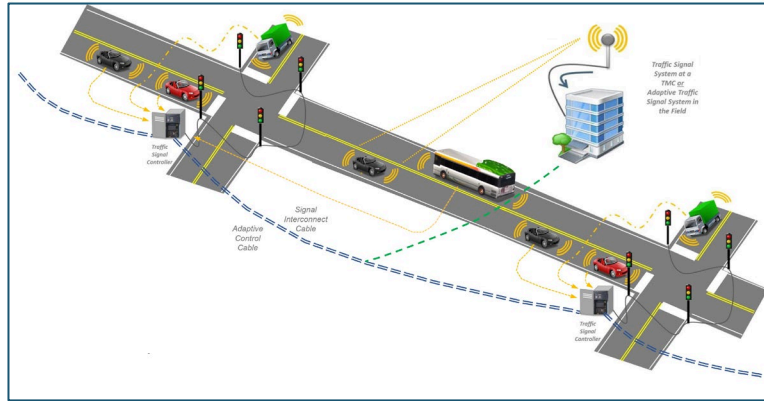 Traffic Signal
System at a
TMC or
Adaptive Traffic
Signal System in
the Field
Traffic
Signal
Controller
Signal
Interconnect
Cable
Adaptive
Control
Cable
Traffic
Signal
Controller